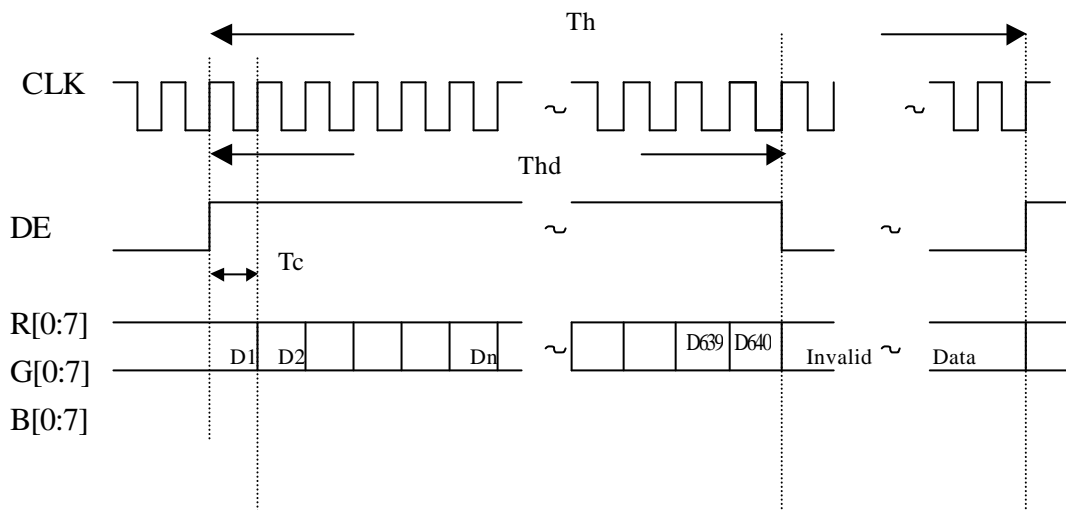 Th
CLK
Thd
DE
Tc
R[0:7]
D1 D2 Dn D639 D640 Invalid Data
G[0:7]
B[0:7]